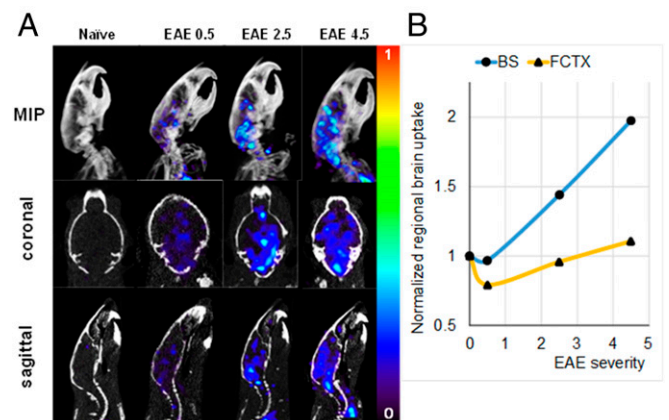 A
Naïve EAE 0.5 EAE 2.5 EAE 4.5
MIP
coronal
sagittal
1
0
B
BS FCTX
Normalized regional brain uptake
2
1.5
1
0.5
0 1 2 3 4 5
EAE severity